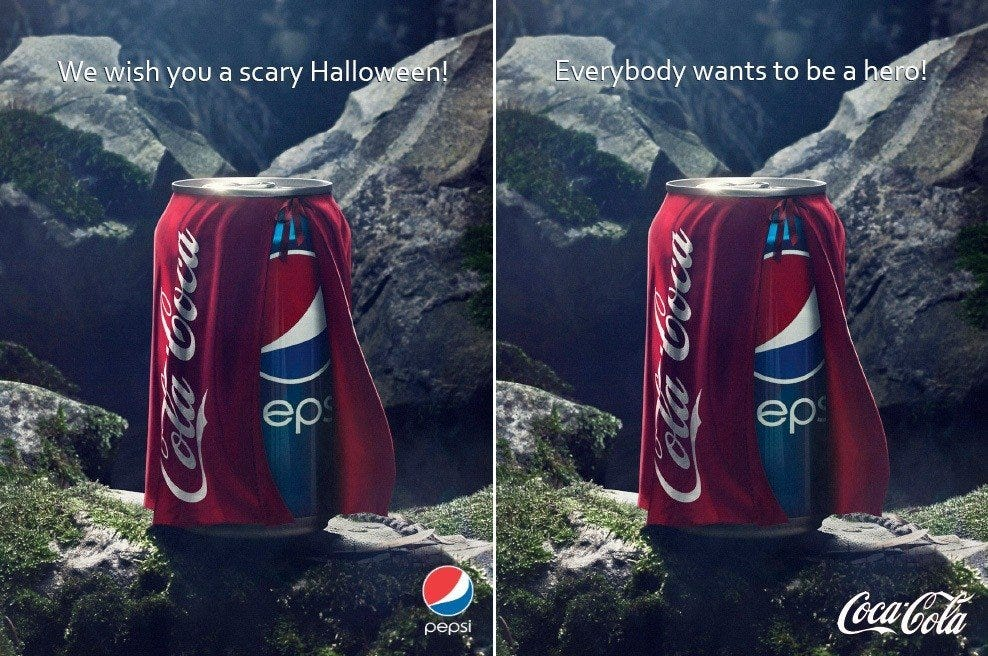 We wish you a scary Halloween!
Cola Coca
eps
pepsi
Everybody wants to be a hero!
Cola Coca
eps
Coca-Cola